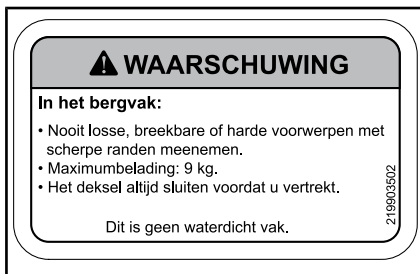 WAARSCHUWING
In het bergvak:
• Nooit losse, breekbare of harde voorwerpen met
scherpe randen meenemen.
• Maximumbelading: 9 kg.
• Het deksel altijd sluiten voordat u vertrekt.
Dit is geen waterdicht vak.
219903502